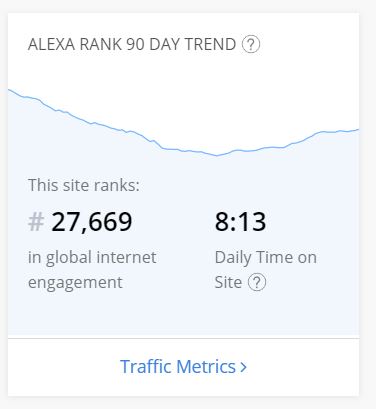 ALEXA RANK 90 DAY TREND ?
This site ranks:
# 27,669
in global internet
engagement
8:13
Daily Time on
Site ?
Traffic Metrics >